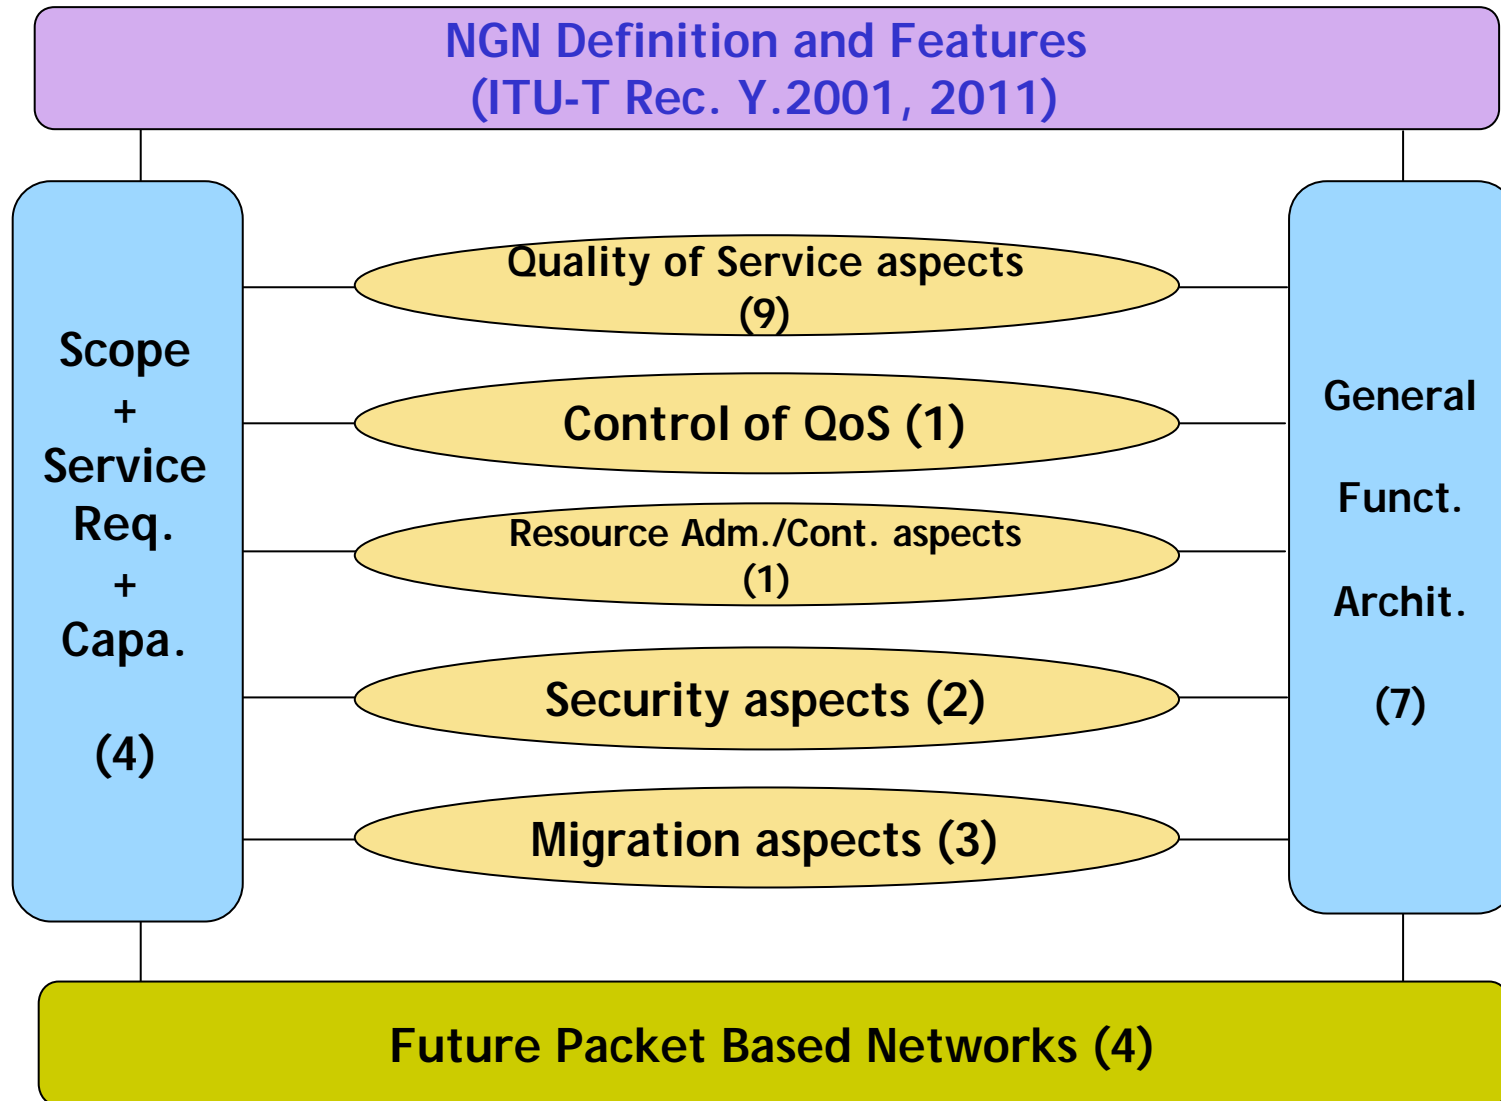 NGN Definition and Features
(ITU-T Rec. Y.2001, 2011)
Scope
+
Service
Req.
+
Capa.
(4)
Quality of Service aspects
(9)
Control of QoS (1)
Resource Adm./Cont. aspects
(1)
Security aspects (2)
Migration aspects (3)
General
Funct.
Archit.
(7)
Future Packet Based Networks (4)